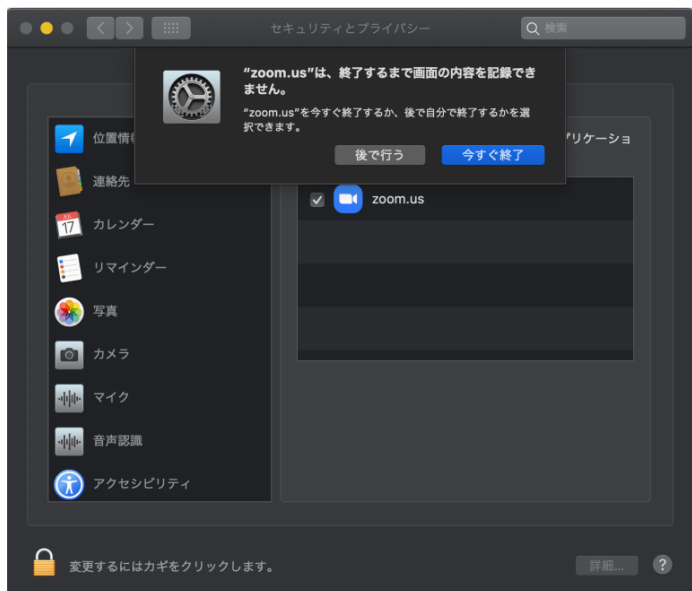 セキュリティとプライバシー
検索
“zoom.us”は、終了するまで画面の内容を記録でき
ません。
“zoom.us”を今すぐ終了するか、後で自分で終了するかを選
択できます。
後で行う
今すぐ終了
位置情
プリケーショ
連絡先
zoom.us
JUL
17
カレンダー
リマインダー
写真
カメラ
マイク
音声認識
アクセシビリティ
変更するにはカギをクリックします。
詳細...
?